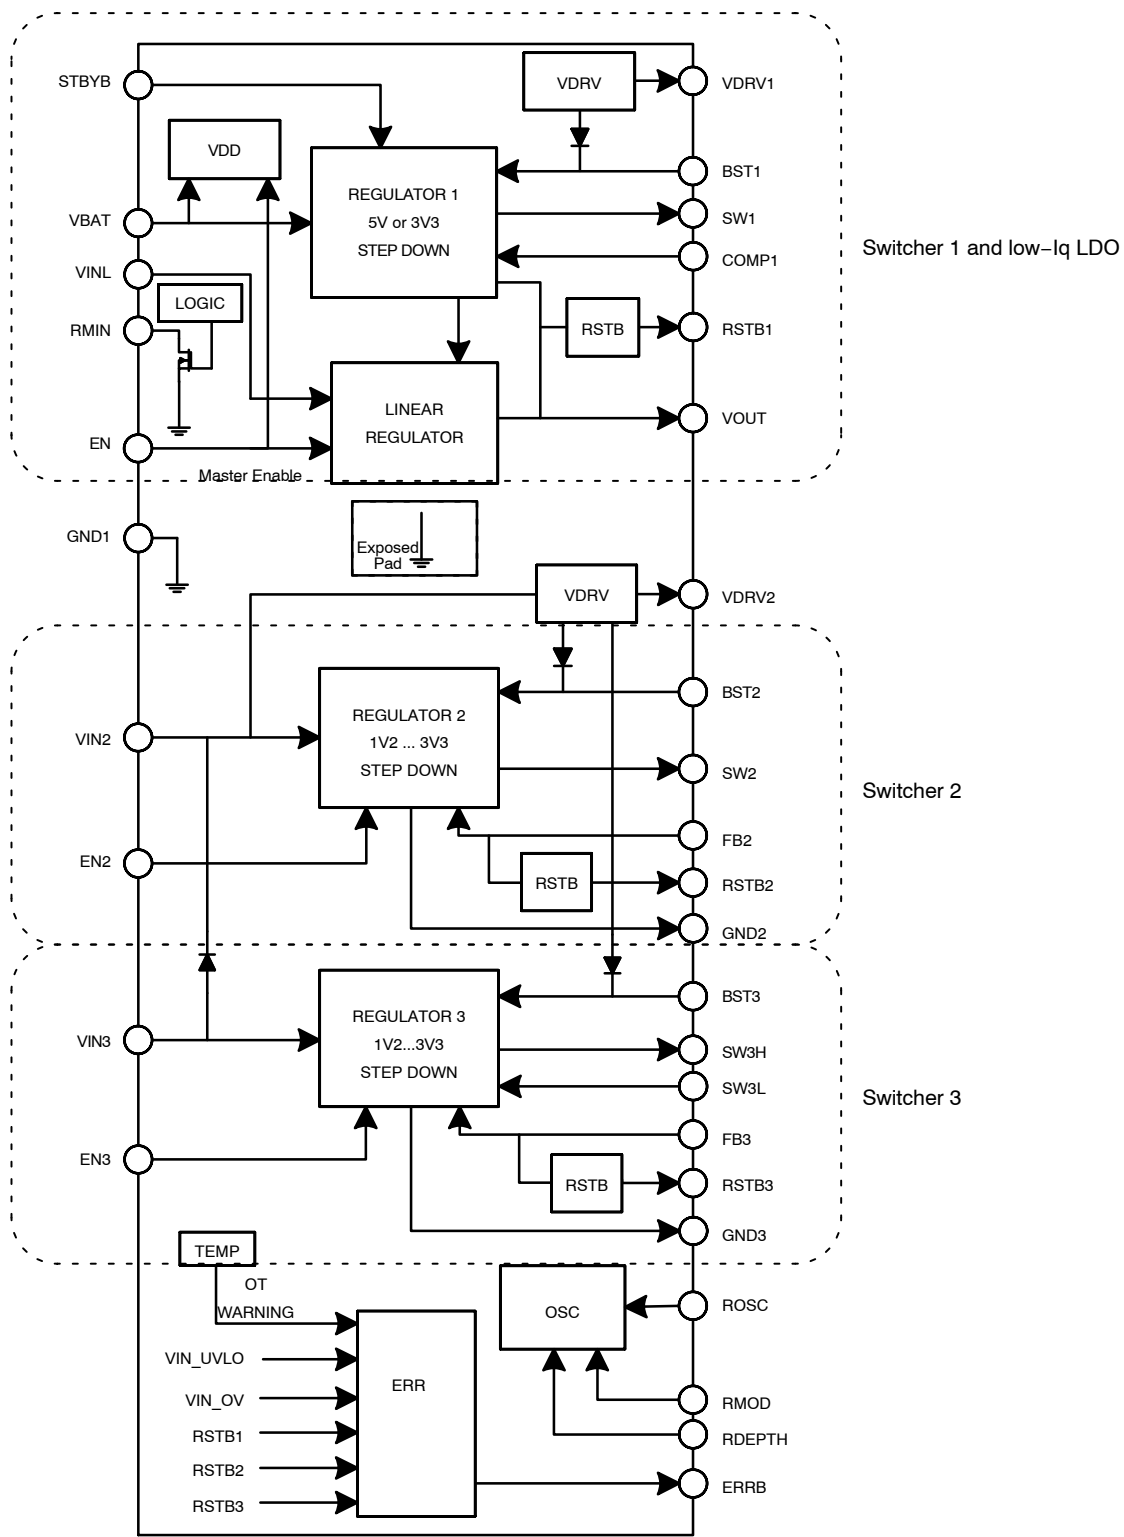 STBYB
VDRV
VDRV1
VDD
BST1
REGULATOR 1
5V or 3V3
STEP DOWN
VBAT
SW1
Switcher 1 and low−Iq LDO
COMP1
VINL
LOGIC
RMIN
RSTB
RSTB1
LINEAR
REGULATOR
VOUT
EN
Master Enable
GND1
Exposed
Pad
VDRV
VDRV2
BST2
REGULATOR 2
1V2 ... 3V3
STEP DOWN
VIN2
SW2
Switcher 2
FB2
EN2
RSTB
RSTB2
GND2
BST3
REGULATOR 3
1V2...3V3
STEP DOWN
VIN3
SW3H
SW3L
Switcher 3
FB3
EN3
RSTB
RSTB3
GND3
TEMP
OT
WARNING
OSC
ROSC
VIN_UVLO
ERR
VIN_OV
RMOD
RSTB1
RDEPTH
RSTB2
ERRB
RSTB3